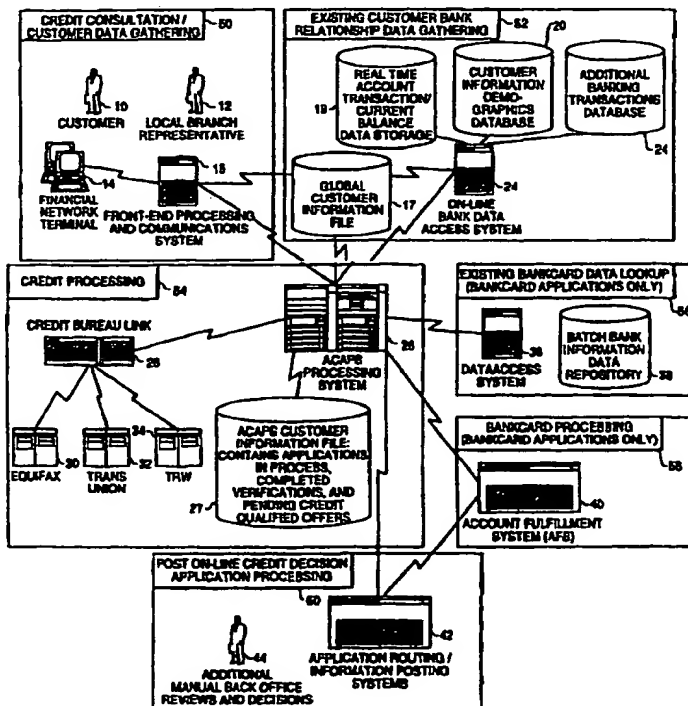 CREDIT CONSULTATION /
CUSTOMER DATA GATHERING
50
10
CUSTOMER
12
LOCAL BRANCH
REPRESENTATIVE
14
FINANCIAL
NETWORK
TERMINAL
FRONT-END PROCESSING
AND COMMUNICATIONS
SYSTEM
EXISTING CUSTOMER BANK
RELATIONSHIP DATA GATHERING
52
20
REAL TIME
ACCOUNT
TRANSACTION/
CURRENT
BALANCE
DATA STORAGE
CUSTOMER
INFORMATION
DEMO-
GRAPHICS
DATABASE
ADDITIONAL
BANKING
TRANSACTIONS
DATABASE
24
GLOBAL
CUSTOMER
INFORMATION
FILE
17
24
ON-LINE
BANK DATA
ACCESS SYSTEM
CREDIT PROCESSING
54
CREDIT BUREAU LINK
ACAPS
PROCESSING
SYSTEM
EQUIFAX
30
TRANS
UNION
32
34
TRW
ACAPS CUSTOMER
INFORMATION FILE:
CONTAINS APPLICATIONS
IN PROCESS,
COMPLETED
VERIFICATIONS, AND
PENDING CREDIT
QUALIFIED OFFERS
27
EXISTING BANKCARD DATA LOOKUP
(BANKCARD APPLICATIONS ONLY)
DATA ACCESS
SYSTEM
BATCH BANK
INFORMATION
DATA
REPOSITORY
BANKCARD PROCESSING
(BANKCARD APPLICATIONS ONLY)
58
40
ACCOUNT FULFILLMENT
SYSTEM (AFS)
POST ON-LINE CREDIT DECISION
APPLICATION PROCESSING
60
44
ADDITIONAL
MANUAL BACK OFFICE
REVIEWS AND DECISIONS
42
APPLICATION ROUTING /
INFORMATION POSTING
SYSTEMS